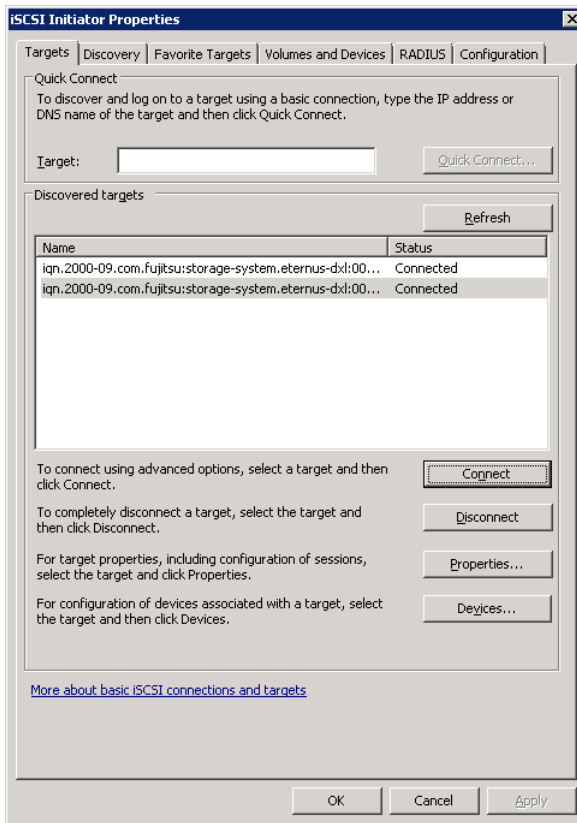 iSCSI Initiator Properties
Targets Discovery Favorite Targets Volumes and Devices RADIUS Configuration
Quick Connect
To discover and log on to a target using a basic connection, type the IP address or
DNS name of the target and then click Quick Connect.
Target: Quick Connect...
Discovered targets
Refresh
Name Status
iqn.2000-09.com.fujitsu:storage-system.eternus-dxl:00... Connected
iqn.2000-09.com.fujitsu:storage-system.eternus-dxl:00... Connected
To connect using advanced options, select a target and then
click Connect.
Connect
To completely disconnect a target, select the target and
then click Disconnect.
Disconnect
For target properties, including configuration of sessions,
select the target and click Properties.
Properties...
For configuration of devices associated with a target, select
the target and then click Devices.
Devices...
More about basic iSCSI connections and targets
OK Cancel Apply